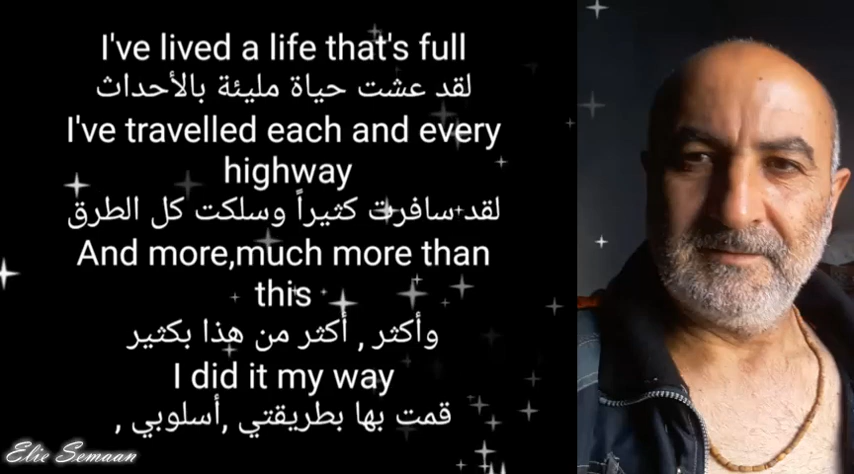 I've lived a life that's full
لقد عشت حياة مليئة بالأحداث
I've travelled each and every
highway
لقد سافرت كثيراً وسلكت كل الطرق
And more,much more than
this
وأكثر , أكثر من هذا بكثير
I did it my way
قمت بها بطريقتي ,أسلوبي ,
Elie Semaan